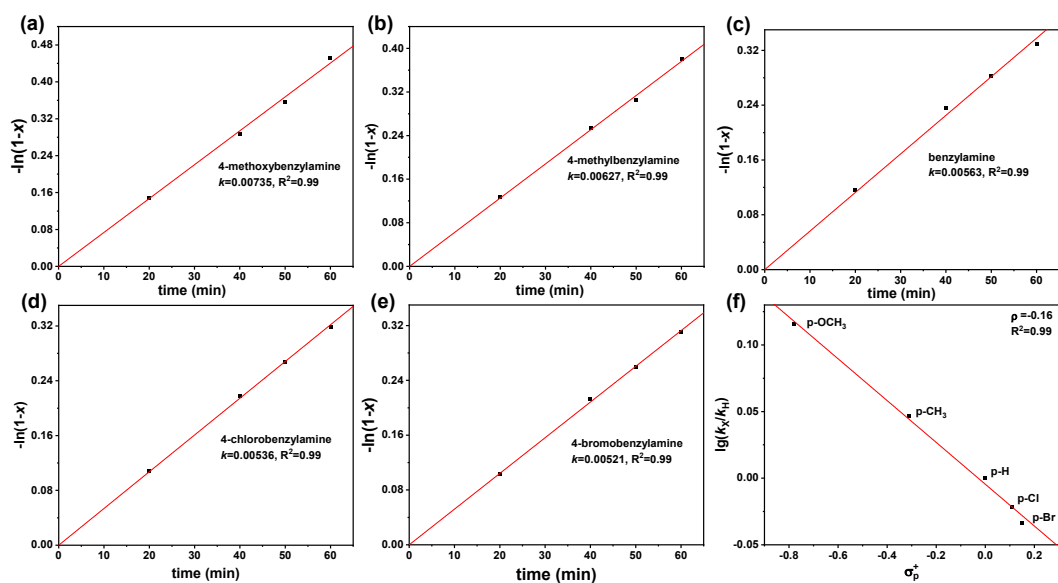 (a)
-ln(1-x)
0.48
0.40
0.32
0.24
0.16
0.08
0.00
0 10 20 30 40 50 60
time (min)
4-methoxybenzylamine
k=0.00735, R²=0.99
(b)
-ln(1-x)
0.40
0.32
0.24
0.16
0.08
0.00
0 10 20 30 40 50 60
time (min)
4-methylbenzylamine
k=0.00627, R²=0.99
(c)
-ln(1-x)
0.32
0.24
0.16
0.08
0.00
0 10 20 30 40 50 60
time (min)
benzylamine
k=0.00563, R²=0.99
(d)
-ln(1-x)
0.32
0.24
0.16
0.08
0.00
0 10 20 30 40 50 60
time (min)
4-chlorobenzylamine
k=0.00536, R²=0.99
(e)
-ln(1-x)
0.32
0.24
0.16
0.08
0.00
0 10 20 30 40 50 60
time (min)
4-bromobenzylamine
k=0.00521, R²=0.99
(f)
lg(kₓ/k_H)
0.10
0.05
0.00
-0.05
-0.8 -0.6 -0.4 -0.2 0.0 0.2
σₚ⁺
ρ =-0.16
R²=0.99
p-OCH₃
p-CH₃
p-H
p-Cl
p-Br